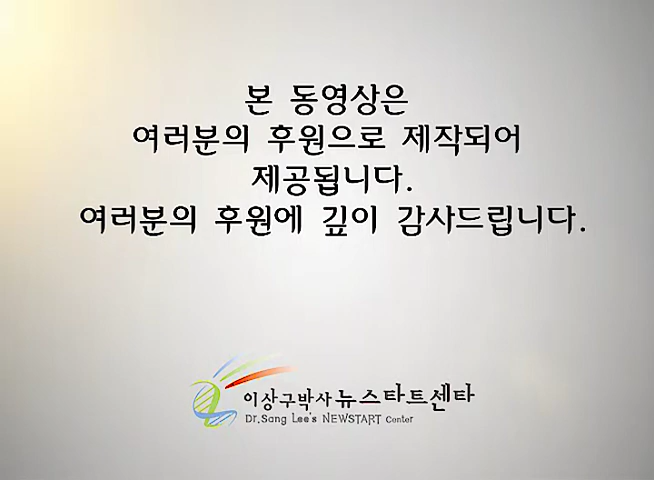 본 동영상은
여러분의 후원으로 제작되어
제공됩니다.
여러분의 후원에 깊이 감사드립니다.
이상구박사 뉴스타트센타
Dr.Sang Lee's NEWSTART Center